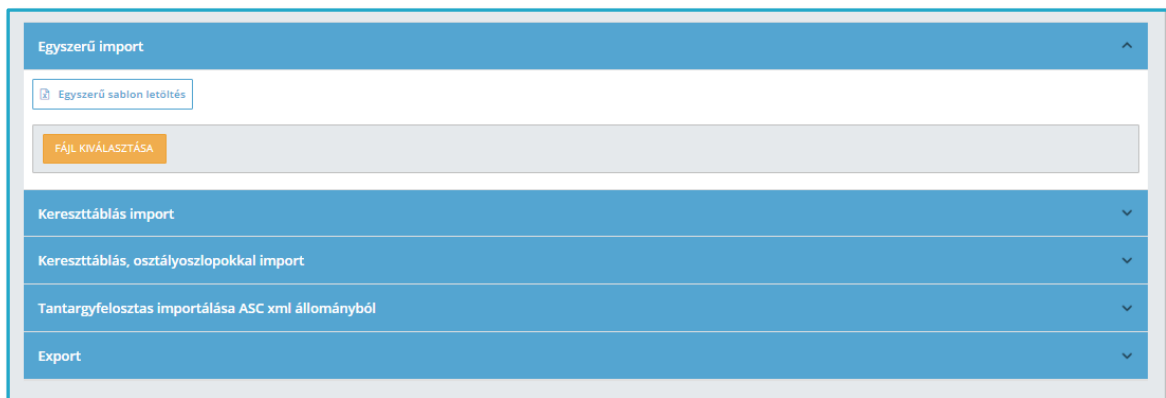 Egyszerű import
Egyszerű sablon letöltés
FÁJL KIVÁLASZTÁSA
Kereszttáblás import
Kereszttáblás, osztályoszlopokkal import
Tantargyfelosztas importálása ASC xml állományból
Export